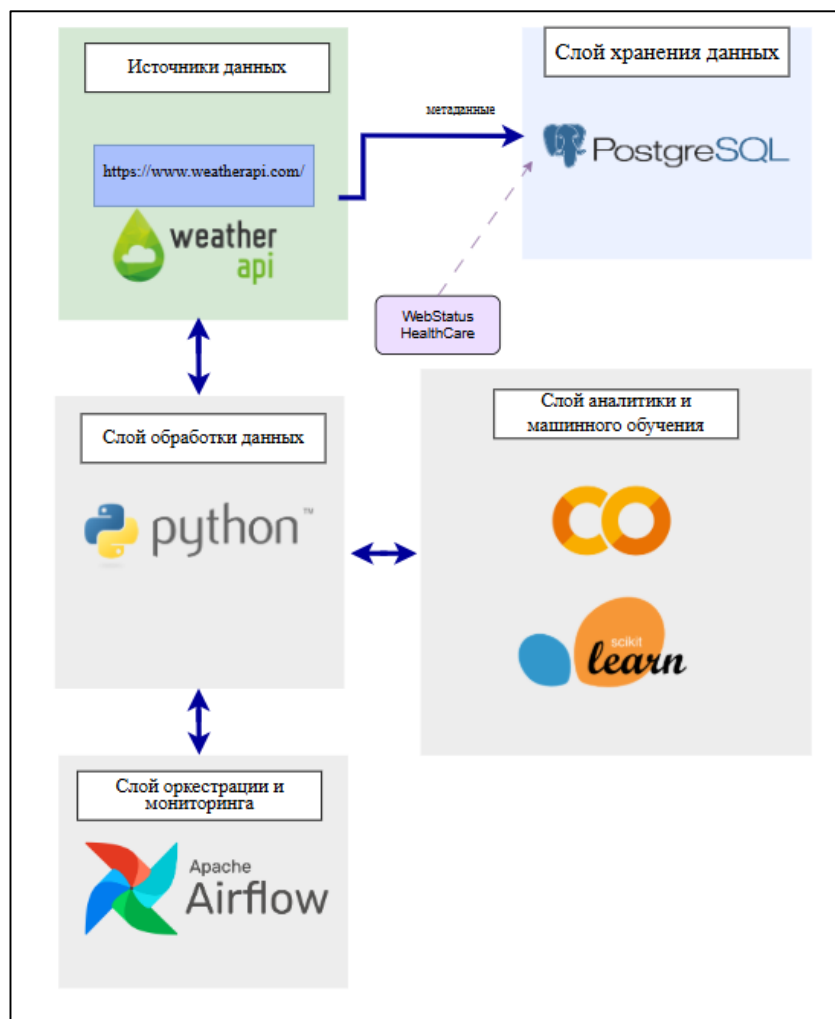 Источники данных
https://www.weatherapi.com/
weather
api
метаданные
Слой хранения данных
PostgreSQL
WebStatus
HealthCare
Слой обработки данных
python™
Слой аналитики и
машинного обучения
CO
scikit
learn
Слой оркестрации и
мониторинга
Apache
Airflow